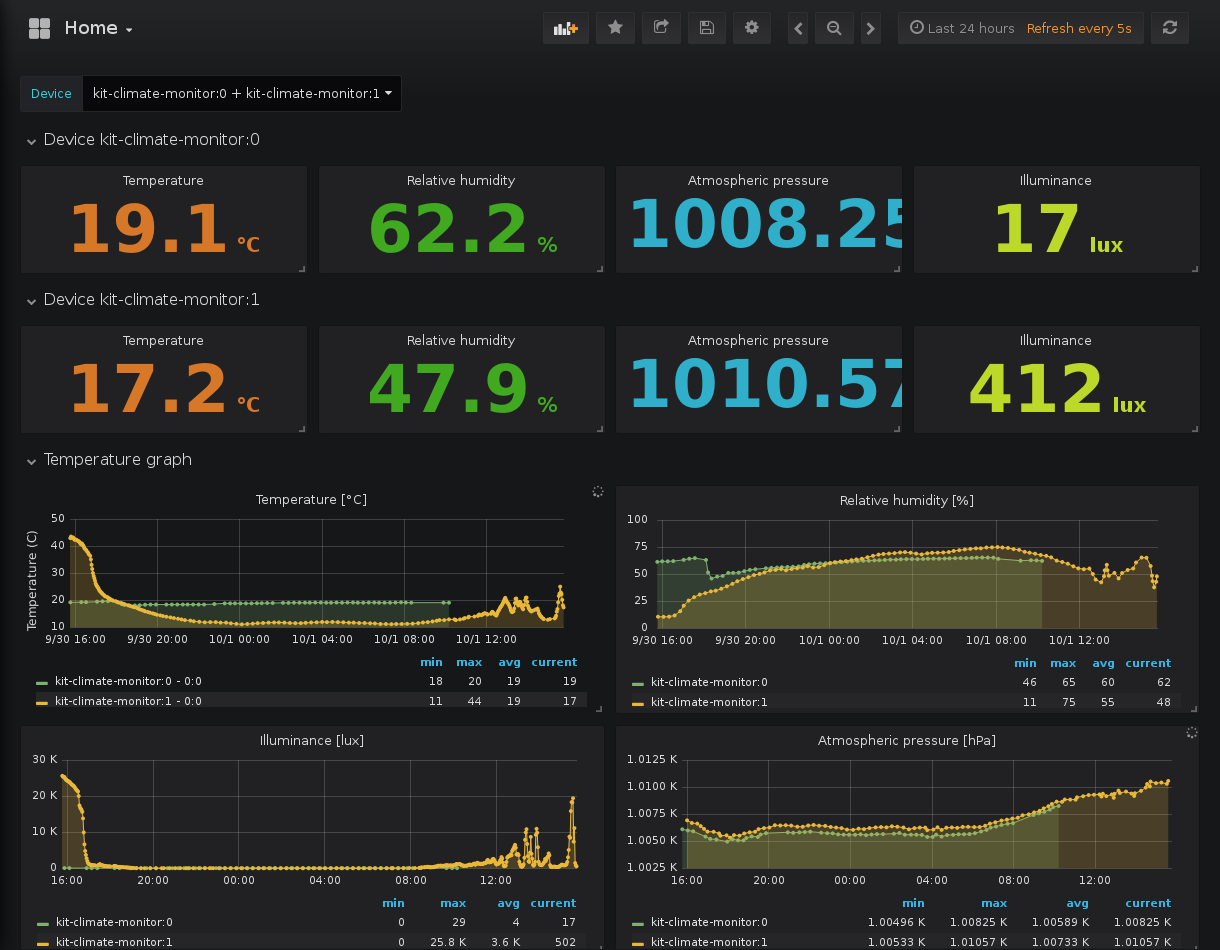 Home
Last 24 hours Refresh every 5s
Device kit-climate-monitor:0 + kit-climate-monitor:1
Device kit-climate-monitor:0
Temperature Relative humidity Atmospheric pressure Illuminance
19.1 °C 62.2 % 1008.25 17 lux
Device kit-climate-monitor:1
Temperature Relative humidity Atmospheric pressure Illuminance
17.2 °C 47.9 % 1010.57 412 lux
Temperature graph
Temperature [°C]
Temperature (C)
50
40
30
20
10
9/30 16:00 9/30 20:00 10/1 00:00 10/1 04:00 10/1 08:00 10/1 12:00
min max avg current
kit-climate-monitor:0 - 0:0 18 20 19 19
kit-climate-monitor:1 - 0:0 11 44 19 17
Relative humidity [%]
100
75
50
25
0
9/30 16:00 9/30 20:00 10/1 00:00 10/1 04:00 10/1 08:00 10/1 12:00
min max avg current
kit-climate-monitor:0 46 65 60 62
kit-climate-monitor:1 11 75 55 48
Illuminance [lux]
30 K
20 K
10 K
0
16:00 20:00 00:00 04:00 08:00 12:00
min max avg current
kit-climate-monitor:0 0 29 4 17
kit-climate-monitor:1 0 25.8 K 3.6 K 502
Atmospheric pressure [hPa]
1.0125 K
1.0100 K
1.0075 K
1.0050 K
1.0025 K
16:00 20:00 00:00 04:00 08:00 12:00
min max avg current
kit-climate-monitor:0 1.00496 K 1.00825 K 1.00589 K 1.00825 K
kit-climate-monitor:1 1.00533 K 1.01057 K 1.00733 K 1.01057 K